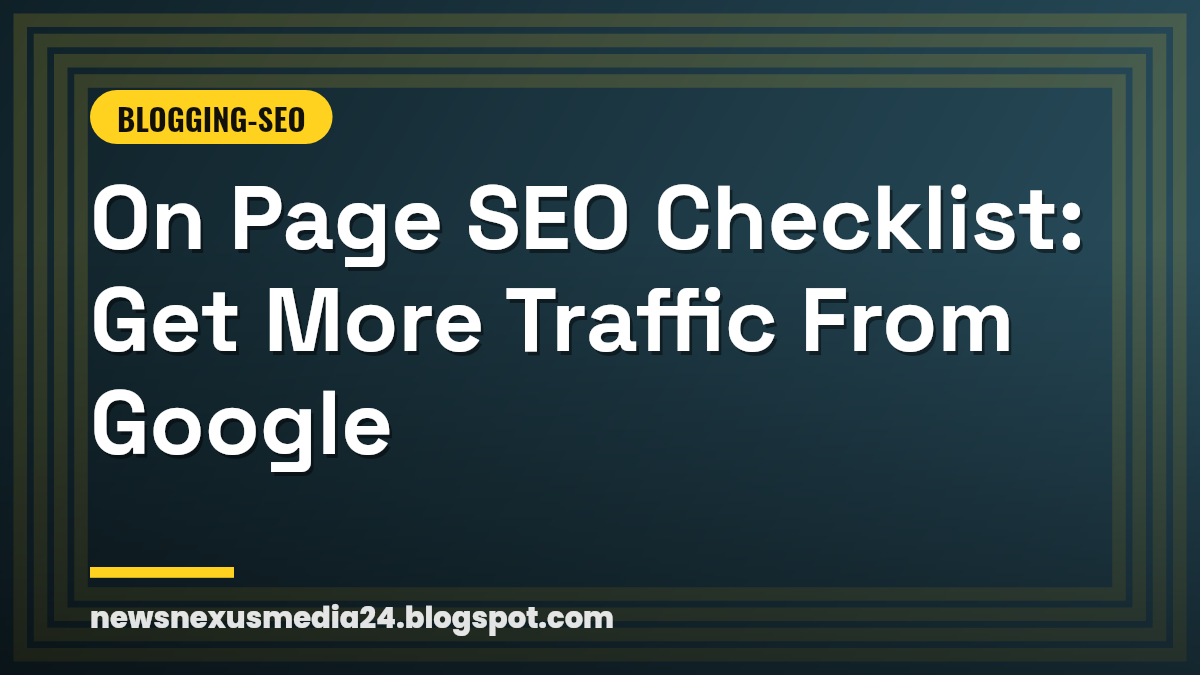 BLOGGING-SEO
On Page SEO Checklist:
Get More Traffic From
Google
newsnexusmedia24.blogspot.com